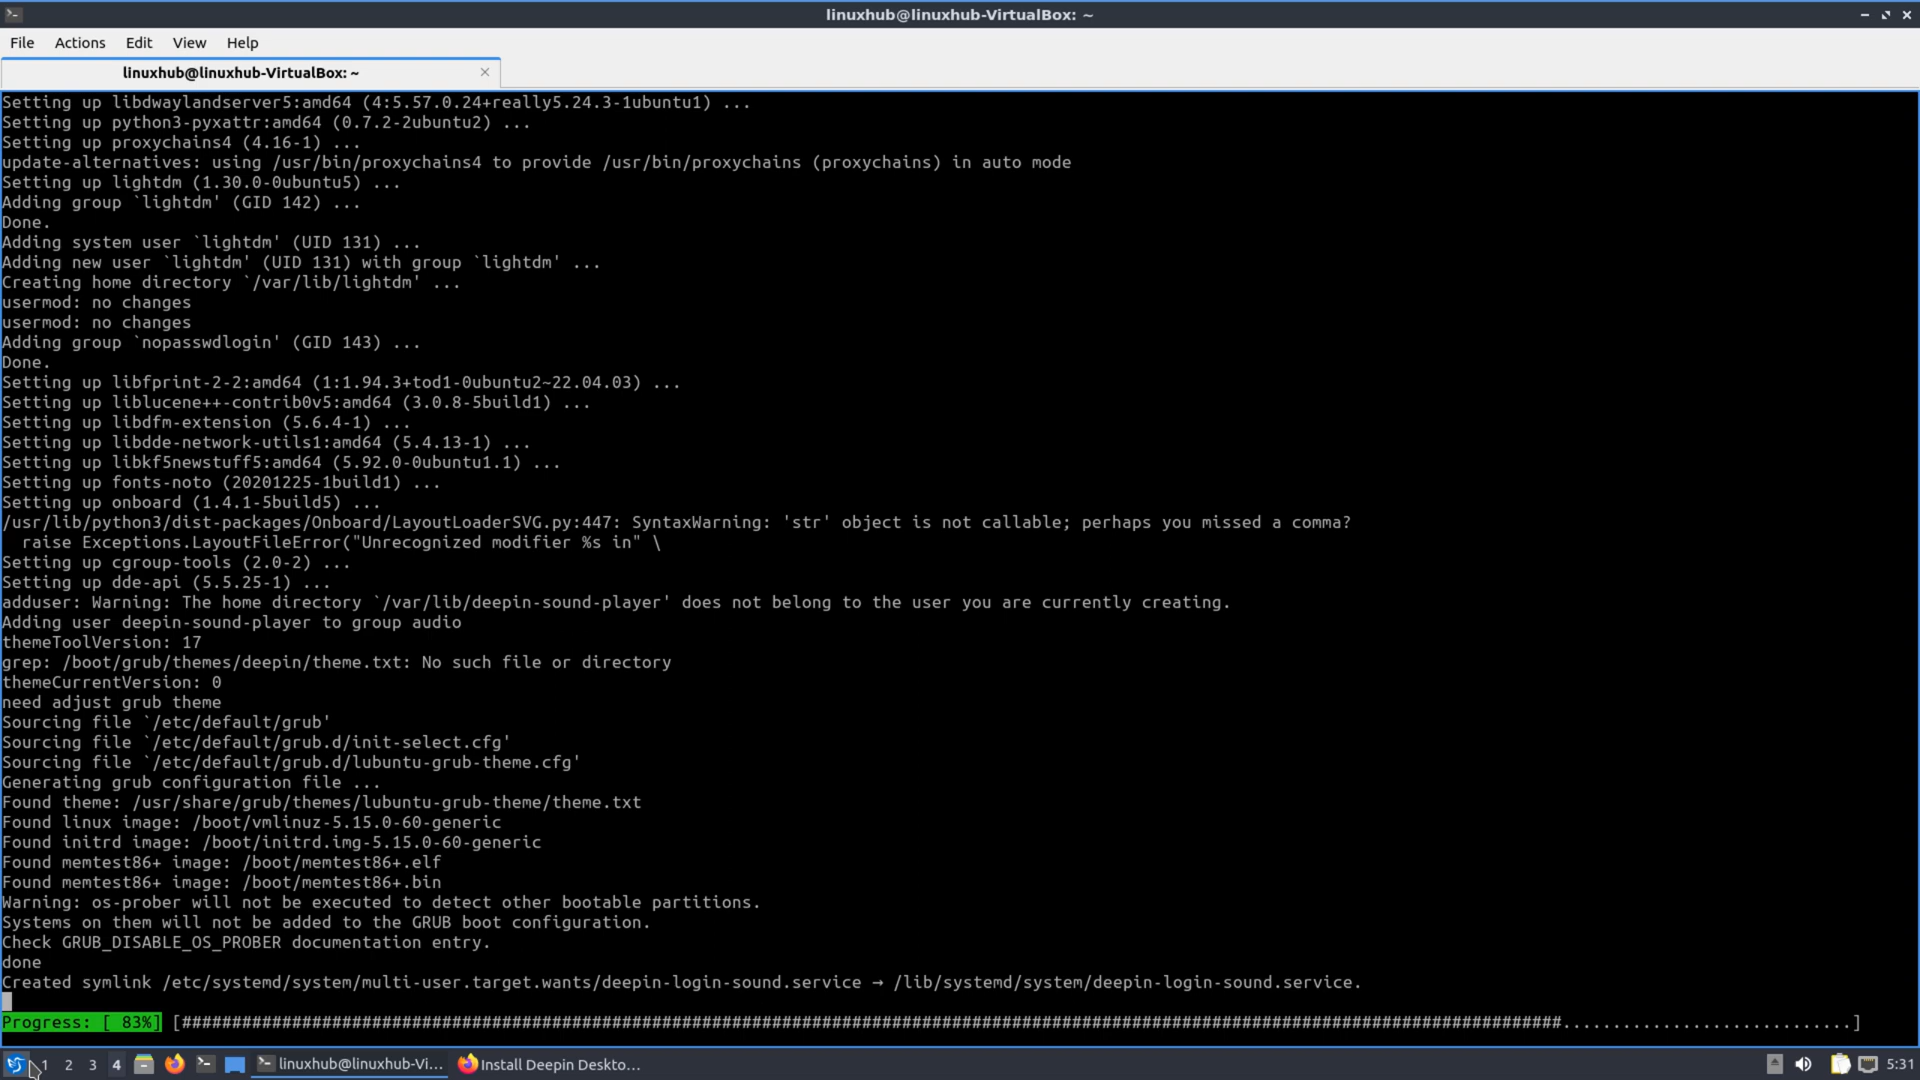 linuxhub@linuxhub-VirtualBox: ~
File Actions Edit View Help
linuxhub@linuxhub-VirtualBox: ~
Setting up libdwaylandserver5:amd64 (4:5.57.0.24+really5.24.3-1ubuntu1) ...
Setting up python3-pyxattr:amd64 (0.7.2-2ubuntu2) ...
Setting up proxychains4 (4.16-1) ...
update-alternatives: using /usr/bin/proxychains4 to provide /usr/bin/proxychains (proxychains) in auto mode
Setting up lightdm (1.30.0-0ubuntu5) ...
Adding group `lightdm' (GID 142) ...
Done.
Adding system user `lightdm' (UID 131) ...
Adding new user `lightdm' (UID 131) with group `lightdm' ...
Creating home directory `/var/lib/lightdm' ...
usermod: no changes
usermod: no changes
Adding group `nopasswdlogin' (GID 143) ...
Done.
Setting up libfprint-2-2:amd64 (1:1.94.3+tod1-0ubuntu2~22.04.03) ...
Setting up liblucene++-contrib0v5:amd64 (3.0.8-5build1) ...
Setting up libdfm-extension (5.6.4-1) ...
Setting up libdde-network-utils1:amd64 (5.4.13-1) ...
Setting up libkf5newstuff5:amd64 (5.92.0-0ubuntu1.1) ...
Setting up fonts-noto (20201225-1build1) ...
Setting up onboard (1.4.1-5build5) ...
/usr/lib/python3/dist-packages/Onboard/LayoutLoaderSVG.py:447: SyntaxWarning: 'str' object is not callable; perhaps you missed a comma?
  raise Exceptions.LayoutFileError("Unrecognized modifier %s in" \
Setting up cgroup-tools (2.0-2) ...
Setting up dde-api (5.5.25-1) ...
adduser: Warning: The home directory `/var/lib/deepin-sound-player' does not belong to the user you are currently creating.
Adding user deepin-sound-player to group audio
themeToolVersion: 17
grep: /boot/grub/themes/deepin/theme.txt: No such file or directory
themeCurrentVersion: 0
need adjust grub theme
Sourcing file `/etc/default/grub'
Sourcing file `/etc/default/grub.d/init-select.cfg'
Sourcing file `/etc/default/grub.d/lubuntu-grub-theme.cfg'
Generating grub configuration file ...
Found theme: /usr/share/grub/themes/lubuntu-grub-theme/theme.txt
Found linux image: /boot/vmlinuz-5.15.0-60-generic
Found initrd image: /boot/initrd.img-5.15.0-60-generic
Found memtest86+ image: /boot/memtest86+.elf
Found memtest86+ image: /boot/memtest86+.bin
Warning: os-prober will not be executed to detect other bootable partitions.
Systems on them will not be added to the GRUB boot configuration.
Check GRUB_DISABLE_OS_PROBER documentation entry.
done
Created symlink /etc/systemd/system/multi-user.target.wants/deepin-login-sound.service → /lib/systemd/system/deepin-login-sound.service.
Progress: [ 83%] [##########################################################################################################################################.............................]
1 2 3 4 linuxhub@linuxhub-Vi... Install Deepin Deskto... 5:31